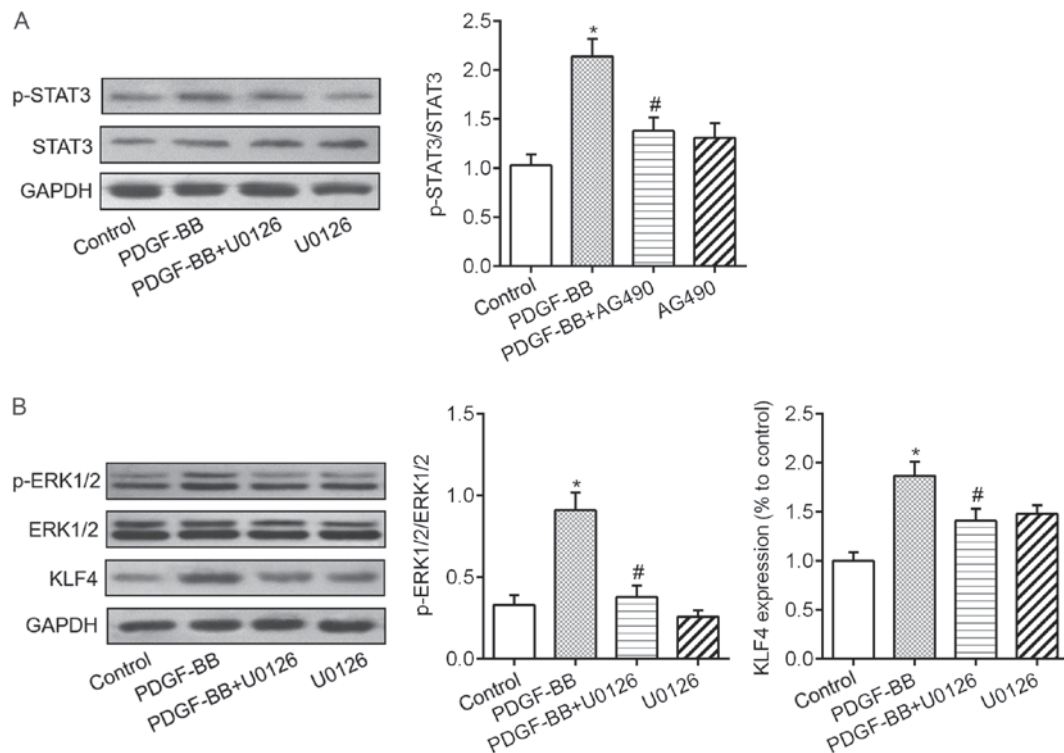 A
p-STAT3
STAT3
GAPDH
Control
PDGF-BB
PDGF-BB+U0126
U0126
p-STAT3/STAT3
2.5
2.0
1.5
1.0
0.5
0.0
*
#
Control
PDGF-BB
PDGF-BB+AG490
AG490
B
p-ERK1/2
ERK1/2
KLF4
GAPDH
Control
PDGF-BB
PDGF-BB+U0126
U0126
p-ERK1/2/ERK1/2
1.5
1.0
0.5
0.0
*
#
Control
PDGF-BB
PDGF-BB+U0126
U0126
KLF4 expression (% to control)
2.5
2.0
1.5
1.0
0.5
0.0
*
#
Control
PDGF-BB
PDGF-BB+U0126
U0126